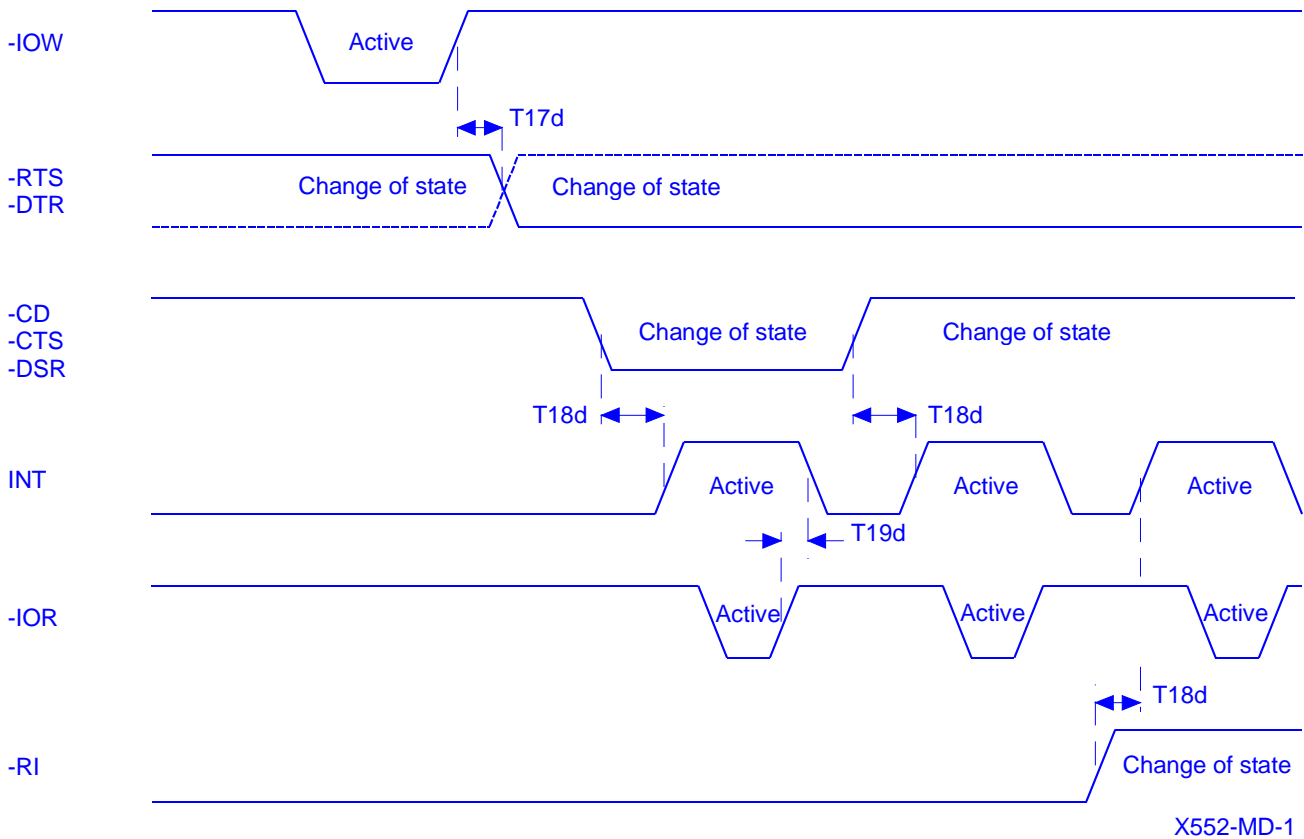 -IOW
Active
T17d
-RTS
-DTR
Change of state
Change of state
-CD
-CTS
-DSR
Change of state
Change of state
T18d
T18d
INT
Active
Active
Active
T19d
-IOR
Active
Active
Active
T18d
-RI
Change of state
X552-MD-1